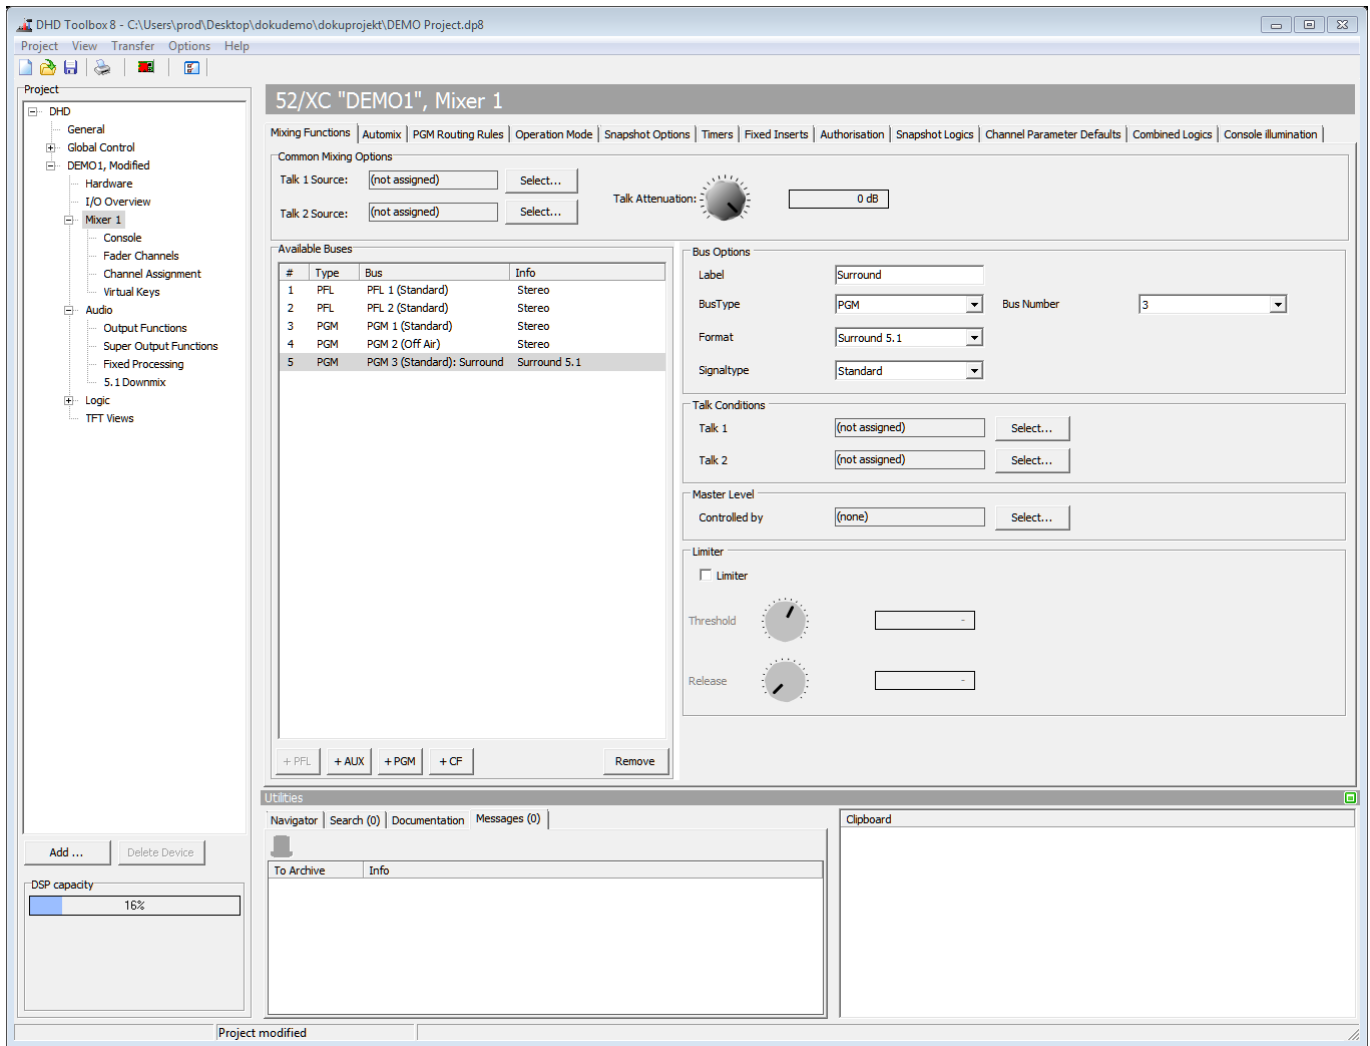 DHD Toolbox 8 - C:\Users\prod\Desktop\dokudemo\dokuprojekt\DEMO Project.dp8
Project View Transfer Options Help
Project
DHD
General
Global Control
DEMO1, Modified
Hardware
I/O Overview
Mixer 1
Console
Fader Channels
Channel Assignment
Virtual Keys
Audio
Output Functions
Super Output Functions
Fixed Processing
5.1 Downmix
Logic
TFT Views
Add ...
Delete Device
DSP capacity
16%
52/XC "DEMO1", Mixer 1
Mixing Functions Automix PGM Routing Rules Operation Mode Snapshot Options Timers Fixed Inserts Authorisation Snapshot Logics Channel Parameter Defaults Combined Logics Console illumination
Common Mixing Options
Talk 1 Source: (not assigned) Select...
Talk 2 Source: (not assigned) Select...
Talk Attenuation: 0 dB
Available Buses
# Type Bus Info
1 PFL PFL 1 (Standard) Stereo
2 PFL PFL 2 (Standard) Stereo
3 PGM PGM 1 (Standard) Stereo
4 PGM PGM 2 (Off Air) Stereo
5 PGM PGM 3 (Standard): Surround Surround 5.1
+ PFL + AUX + PGM + CF Remove
Bus Options
Label Surround
BusType PGM Bus Number 3
Format Surround 5.1
Signaltype Standard
Talk Conditions
Talk 1 (not assigned) Select...
Talk 2 (not assigned) Select...
Master Level
Controlled by (none) Select...
Limiter
Limiter
Threshold -
Release -
Utilities
Navigator Search (0) Documentation Messages (0)
To Archive Info
Clipboard
Project modified